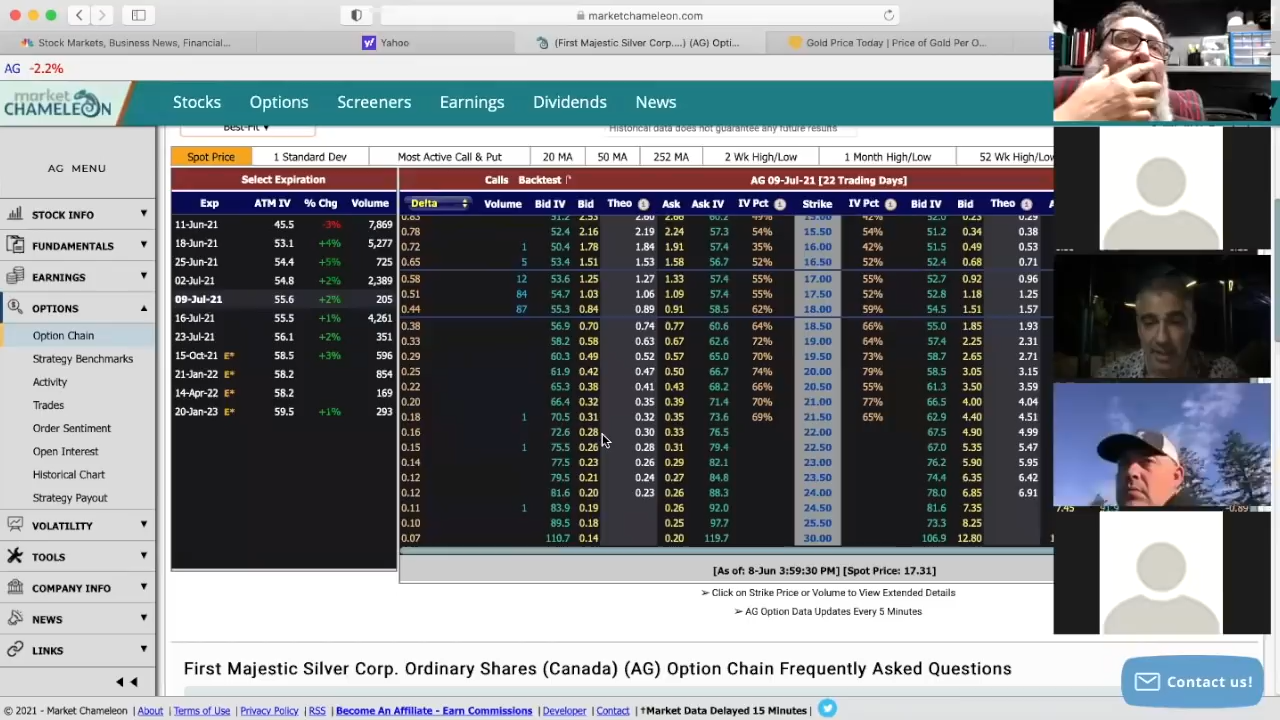 marketchameleon.com
Stock Markets, Business News, Financial... Yahoo (First Majestic Silver Corp....) (AG) Opti... Gold Price Today | Price of Gold Per O...
AG -2.2%
market CHAMELEON Stocks Options Screeners Earnings Dividends News
Best-Fit ▾ Historical data does not guarantee any future results
AG MENU
STOCK INFO
FUNDAMENTALS
EARNINGS
OPTIONS
Option Chain
Strategy Benchmarks
Activity
Trades
Order Sentiment
Open Interest
Historical Chart
Strategy Payout
VOLATILITY
TOOLS
COMPANY INFO
NEWS
LINKS
Spot Price 1 Standard Dev Most Active Call & Put 20 MA 50 MA 252 MA 2 Wk High/Low 1 Month High/Low 52 Wk High/Low
Select Expiration
Exp ATM IV % Chg Volume
11-Jun-21 45.5 -3% 7,869
18-Jun-21 53.1 +4% 5,277
25-Jun-21 54.4 +5% 725
02-Jul-21 54.8 +2% 2,389
09-Jul-21 55.6 +2% 205
16-Jul-21 55.5 +1% 4,261
23-Jul-21 56.1 +2% 351
15-Oct-21 E* 58.5 +3% 596
21-Jan-22 E* 58.2 854
14-Apr-22 E* 58.2 169
20-Jan-23 E* 59.5 +1% 293
Calls Backtest AG 09-Jul-21 [22 Trading Days]
Delta Volume Bid IV Bid Theo Ask Ask IV IV Pct Strike IV Pct Bid IV Bid Theo
0.83 51.2 2.53 2.60 2.66 60.2 49% 15.00 42% 52.0 0.23 0.29
0.78 52.4 2.16 2.19 2.24 57.3 54% 15.50 54% 51.2 0.34 0.38
0.72 1 50.4 1.78 1.84 1.91 57.4 35% 16.00 42% 51.5 0.49 0.53
0.65 5 53.4 1.51 1.53 1.58 56.7 52% 16.50 52% 52.4 0.68 0.71
0.58 12 53.6 1.25 1.27 1.33 57.4 55% 17.00 55% 52.7 0.92 0.96
0.51 84 54.7 1.03 1.06 1.09 57.4 55% 17.50 52% 52.8 1.18 1.25
0.44 87 55.3 0.84 0.89 0.91 58.5 62% 18.00 59% 54.5 1.51 1.57
0.38 56.9 0.70 0.74 0.77 60.6 64% 18.50 66% 55.0 1.85 1.93
0.33 58.2 0.58 0.63 0.67 62.6 72% 19.00 64% 57.4 2.25 2.31
0.29 60.3 0.49 0.52 0.57 65.0 70% 19.50 73% 58.7 2.65 2.71
0.25 61.9 0.42 0.47 0.50 66.7 74% 20.00 79% 58.5 3.05 3.15
0.22 65.3 0.38 0.41 0.43 68.2 66% 20.50 55% 61.3 3.50 3.59
0.20 66.4 0.32 0.35 0.39 71.4 70% 21.00 77% 66.5 4.00 4.04
0.18 1 70.5 0.31 0.32 0.35 73.6 69% 21.50 65% 62.9 4.40 4.51
0.16 72.6 0.28 0.30 0.33 76.5 22.00 67.5 4.90 4.99
0.15 1 75.5 0.26 0.28 0.31 79.4 22.50 67.0 5.35 5.47
0.14 77.5 0.23 0.26 0.29 82.1 23.00 76.2 5.90 5.95
0.12 79.5 0.21 0.24 0.27 84.8 23.50 74.4 6.35 6.42
0.12 81.6 0.20 0.23 0.26 88.3 24.00 78.0 6.85 6.91
0.11 1 83.9 0.19 0.26 92.0 24.50 81.6 7.35
0.10 89.5 0.18 0.25 97.7 25.50 73.3 8.25
0.07 110.7 0.14 0.20 119.7 30.00 106.9 12.80
[As of: 8-Jun 3:59:30 PM] [Spot Price: 17.31]
➢ Click on Strike Price or Volume to View Extended Details
➢ AG Option Data Updates Every 5 Minutes
First Majestic Silver Corp. Ordinary Shares (Canada) (AG) Option Chain Frequently Asked Questions
Contact us!
© 2021 - Market Chameleon | About | Terms of Use | Privacy Policy | RSS | Become An Affiliate - Earn Commissions | Developer | Contact | †Market Data Delayed 15 Minutes |